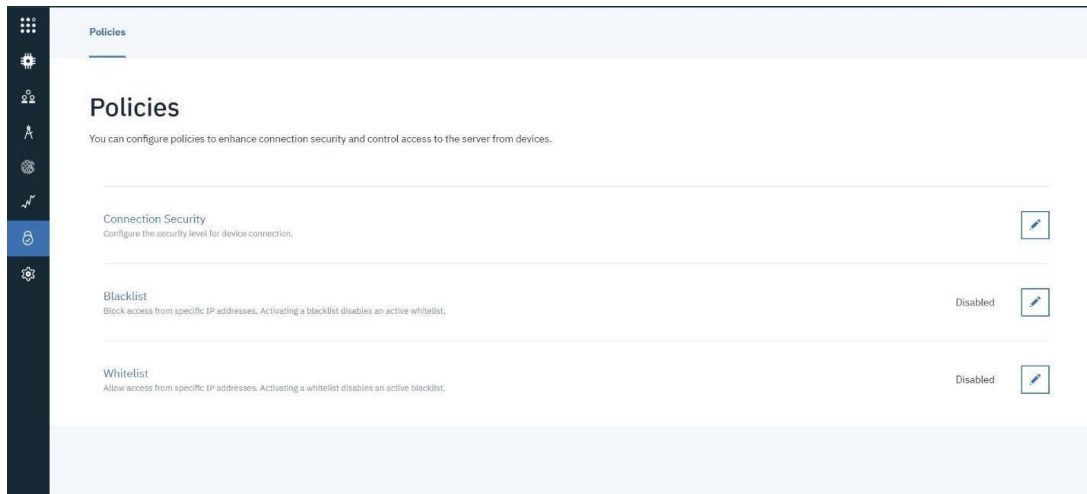 Policies
Policies
You can configure policies to enhance connection security and control access to the server from devices.
Connection Security
Configure the security level for device connection.
Blacklist
Block access from specific IP addresses. Activating a blacklist disables an active whitelist.
Disabled
Whitelist
Allow access from specific IP addresses. Activating a whitelist disables an active blacklist.
Disabled